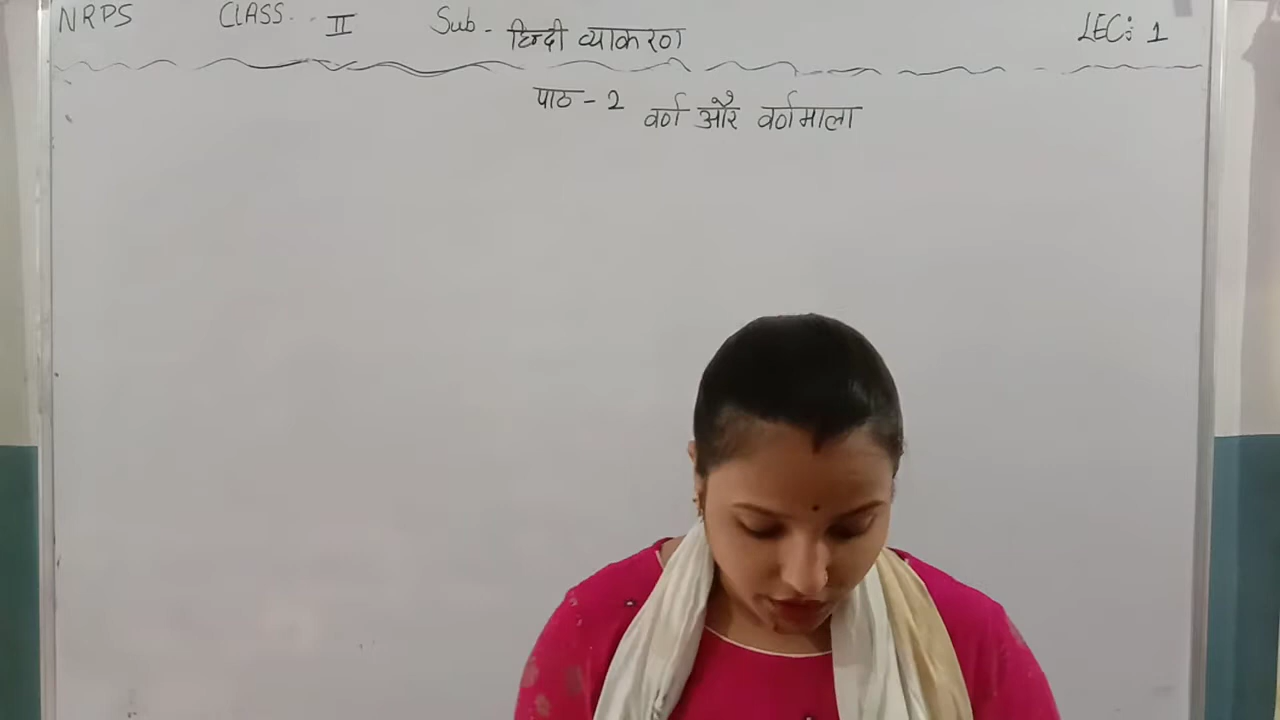 NRPS CLASS. II Sub - हिन्दी व्याकरण LEC: 1
पाठ - 2 वर्ण और वर्णमाला